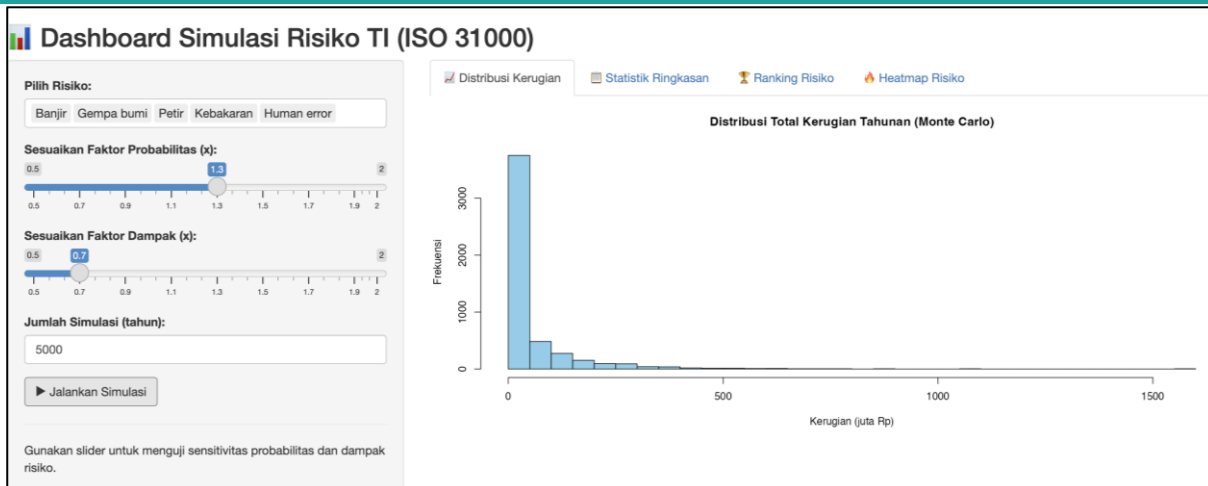 Dashboard Simulasi Risiko TI (ISO 31000)
Pilih Risiko:
Banjir Gempa bumi Petir Kebakaran Human error
Sesuaikan Faktor Probabilitas (x):
0.5 1.3 2
0.5 0.7 0.9 1.1 1.3 1.5 1.7 1.9 2
Sesuaikan Faktor Dampak (x):
0.5 0.7 2
0.5 0.7 0.9 1.1 1.3 1.5 1.7 1.9 2
Jumlah Simulasi (tahun):
5000
Jalankan Simulasi
Gunakan slider untuk menguji sensitivitas probabilitas dan dampak
risiko.
Distribusi Kerugian Statistik Ringkasan Ranking Risiko Heatmap Risiko
Distribusi Total Kerugian Tahunan (Monte Carlo)
Frekuensi
3000
2000
1000
0
0 500 1000 1500
Kerugian (juta Rp)